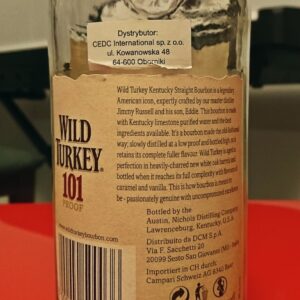 Dystrybutor:
CEDC International sp. z o.o.
ul. Kowanowska 48
64-600 Oborniki
WILD
TURKEY
101
PROOF
Wild Turkey Kentucky Straight Bourbon is a legendary
American icon, expertly crafted by our master distiller
Jimmy Russell and his son, Eddie. This bourbon is made with
Kentucky limestone purified water and the best
ingredients available. It's a bourbon made the old fashioned
way; slowly distilled at a low proof and bottled high, so it
retains its complete fuller flavour. Wild Turkey is aged to
perfection in heavily-charred new white oak barrels and
bottled when it reaches its full complexity with flavours of
caramel and vanilla. This is how bourbon is meant to
be - passionately genuine with uncompromised excellence.
Bottled by the
Austin, Nichols Distilling Company
Lawrenceburg, Kentucky, U.S.A.
Distribuito da DCM S.p.A.
Via F. Sacchetti 20
20099 Sesto San Giovanni (Mi) - Italy
Importiert in CH durch:
Campari Schweiz AG 6340 Baar
www.wildturkeybourbon.com